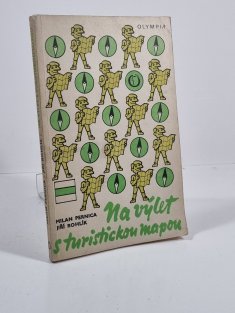 OLYMPIA
MILAN PERNICA
JIŘÍ ROHLÍK
Na výlet
s turistickou mapou